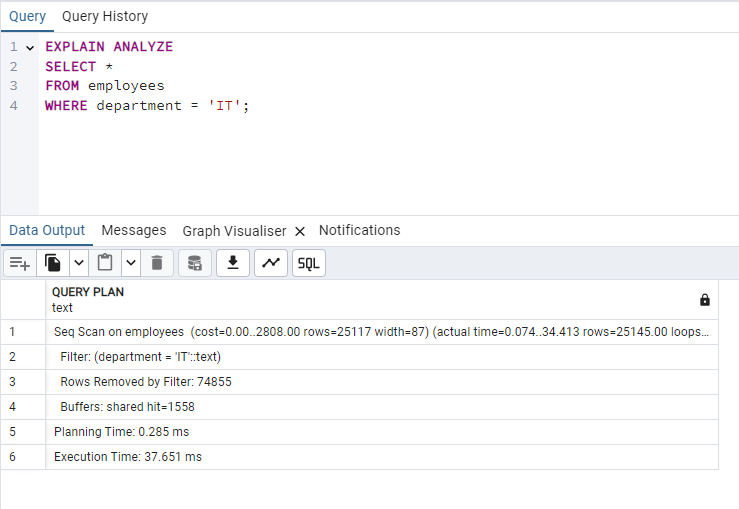 Query Query History
1 EXPLAIN ANALYZE
2 SELECT *
3 FROM employees
4 WHERE department = 'IT';
Data Output Messages Graph Visualiser × Notifications
SQL
QUERY PLAN
text
1 Seq Scan on employees (cost=0.00..2808.00 rows=25117 width=87) (actual time=0.074..34.413 rows=25145.00 loops...
2 Filter: (department = 'IT'::text)
3 Rows Removed by Filter: 74855
4 Buffers: shared hit=1558
5 Planning Time: 0.285 ms
6 Execution Time: 37.651 ms